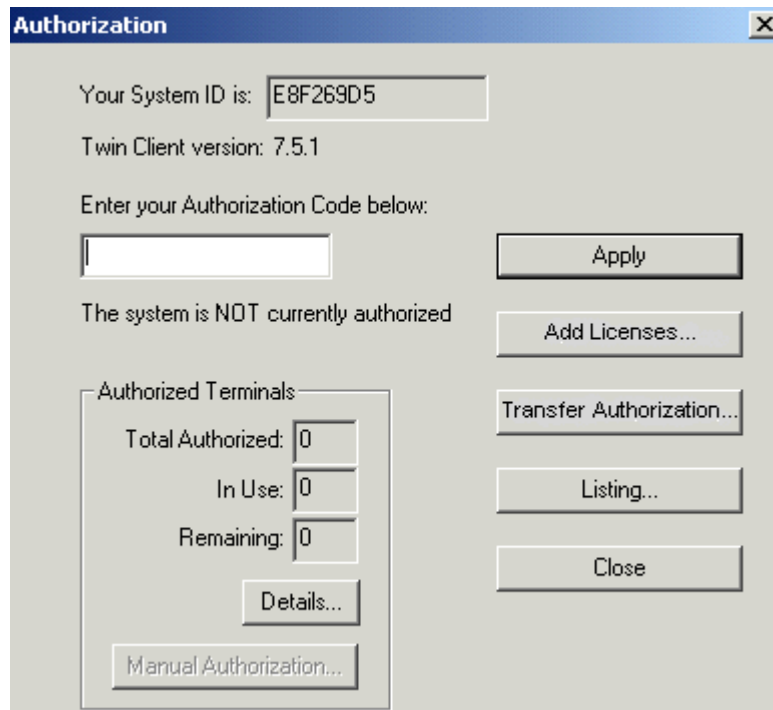 Authorization
Your System ID is: E8F269D5
Twin Client version: 7.5.1
Enter your Authorization Code below:
Apply
The system is NOT currently authorized
Add Licenses...
Authorized Terminals
Transfer Authorization...
Total Authorized: 0
In Use: 0
Listing...
Remaining: 0
Close
Details...
Manual Authorization...